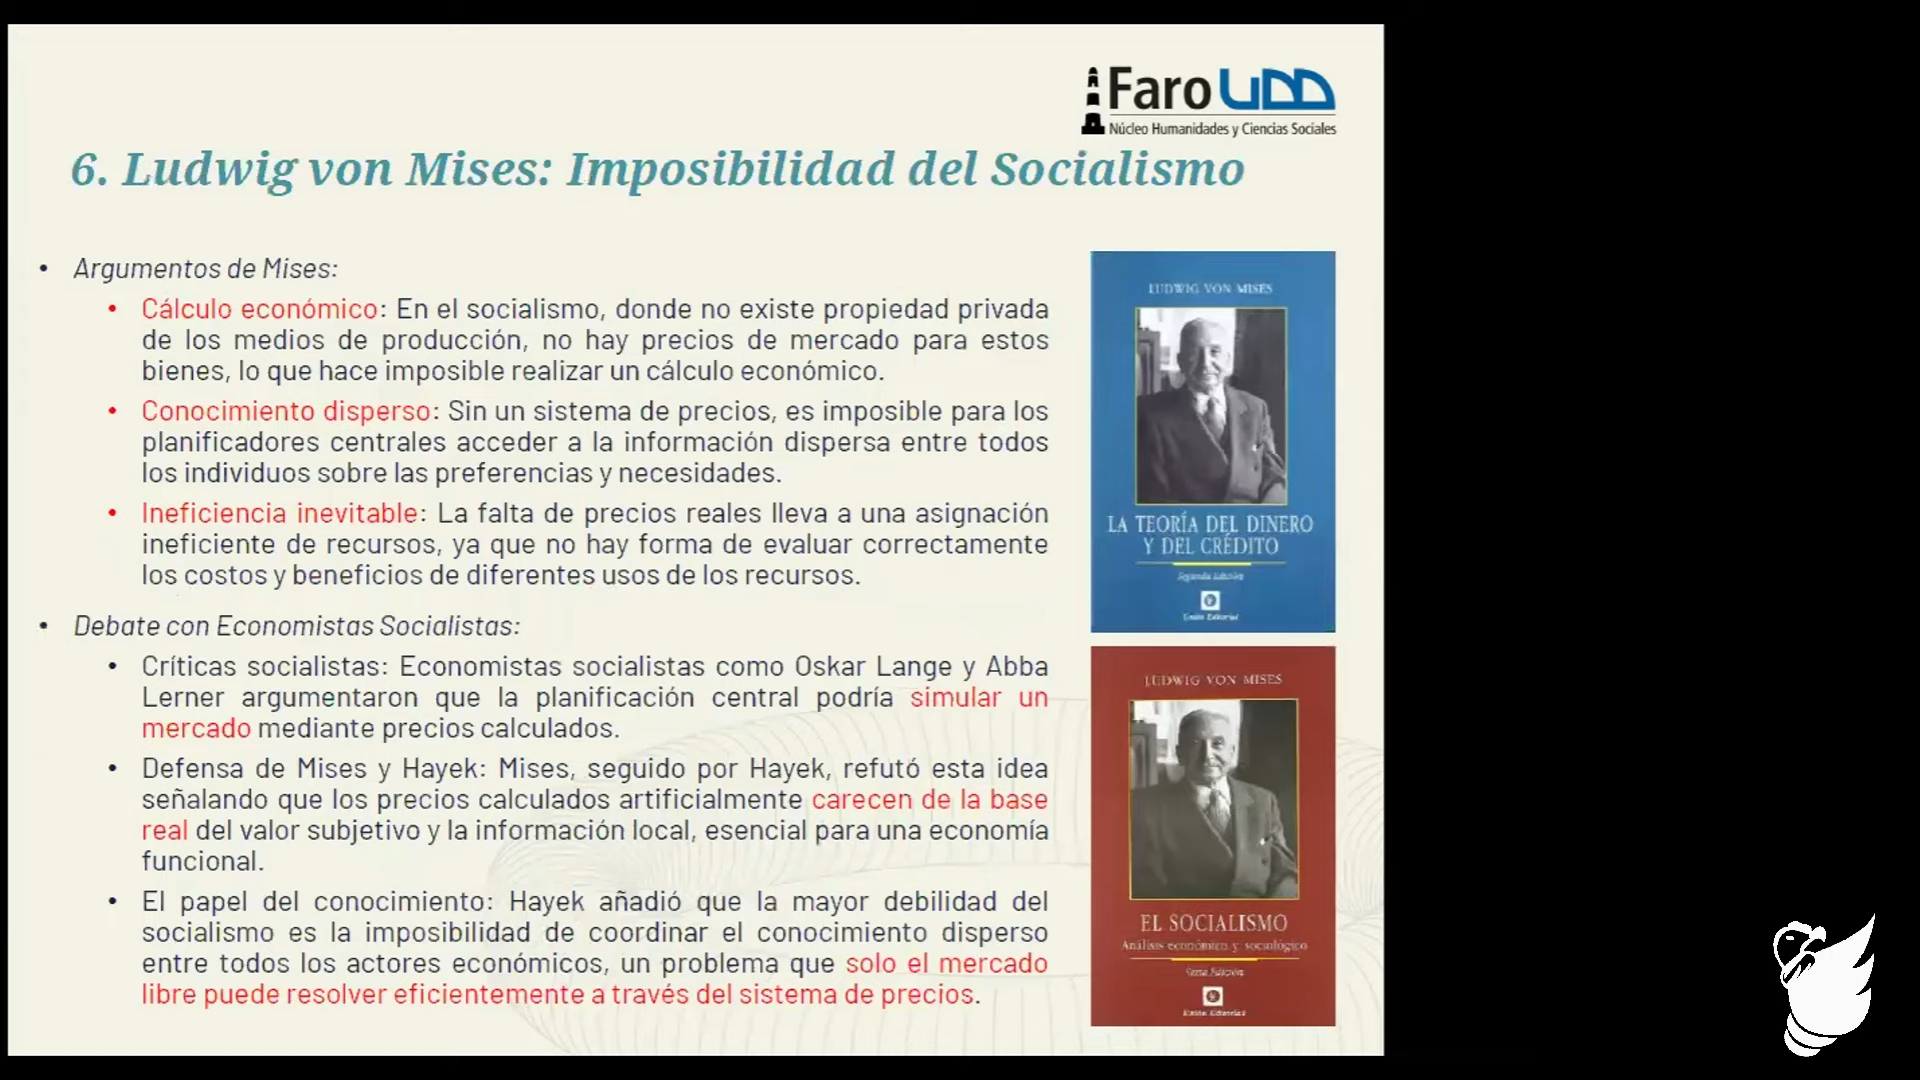 Faro UDD
Núcleo Humanidades y Ciencias Sociales
6. Ludwig von Mises: Imposibilidad del Socialismo
• Argumentos de Mises:
• Cálculo económico: En el socialismo, donde no existe propiedad privada
de los medios de producción, no hay precios de mercado para estos
bienes, lo que hace imposible realizar un cálculo económico.
• Conocimiento disperso: Sin un sistema de precios, es imposible para los
planificadores centrales acceder a la información dispersa entre todos
los individuos sobre las preferencias y necesidades.
• Ineficiencia inevitable: La falta de precios reales lleva a una asignación
ineficiente de recursos, ya que no hay forma de evaluar correctamente
los costos y beneficios de diferentes usos de los recursos.
• Debate con Economistas Socialistas:
• Críticas socialistas: Economistas socialistas como Oskar Lange y Abba
Lerner argumentaron que la planificación central podría simular un
mercado mediante precios calculados.
• Defensa de Mises y Hayek: Mises, seguido por Hayek, refutó esta idea
señalando que los precios calculados artificialmente carecen de la base
real del valor subjetivo y la información local, esencial para una economía
funcional.
• El papel del conocimiento: Hayek añadió que la mayor debilidad del
socialismo es la imposibilidad de coordinar el conocimiento disperso
entre todos los actores económicos, un problema que solo el mercado
libre puede resolver eficientemente a través del sistema de precios.
LUDWIG VON MISES
LA TEORÍA DEL DINERO
Y DEL CRÉDITO
Segunda Edición
Unión Editorial
LUDWIG VON MISES
EL SOCIALISMO
Análisis económico y sociológico
Edición
Unión Editorial